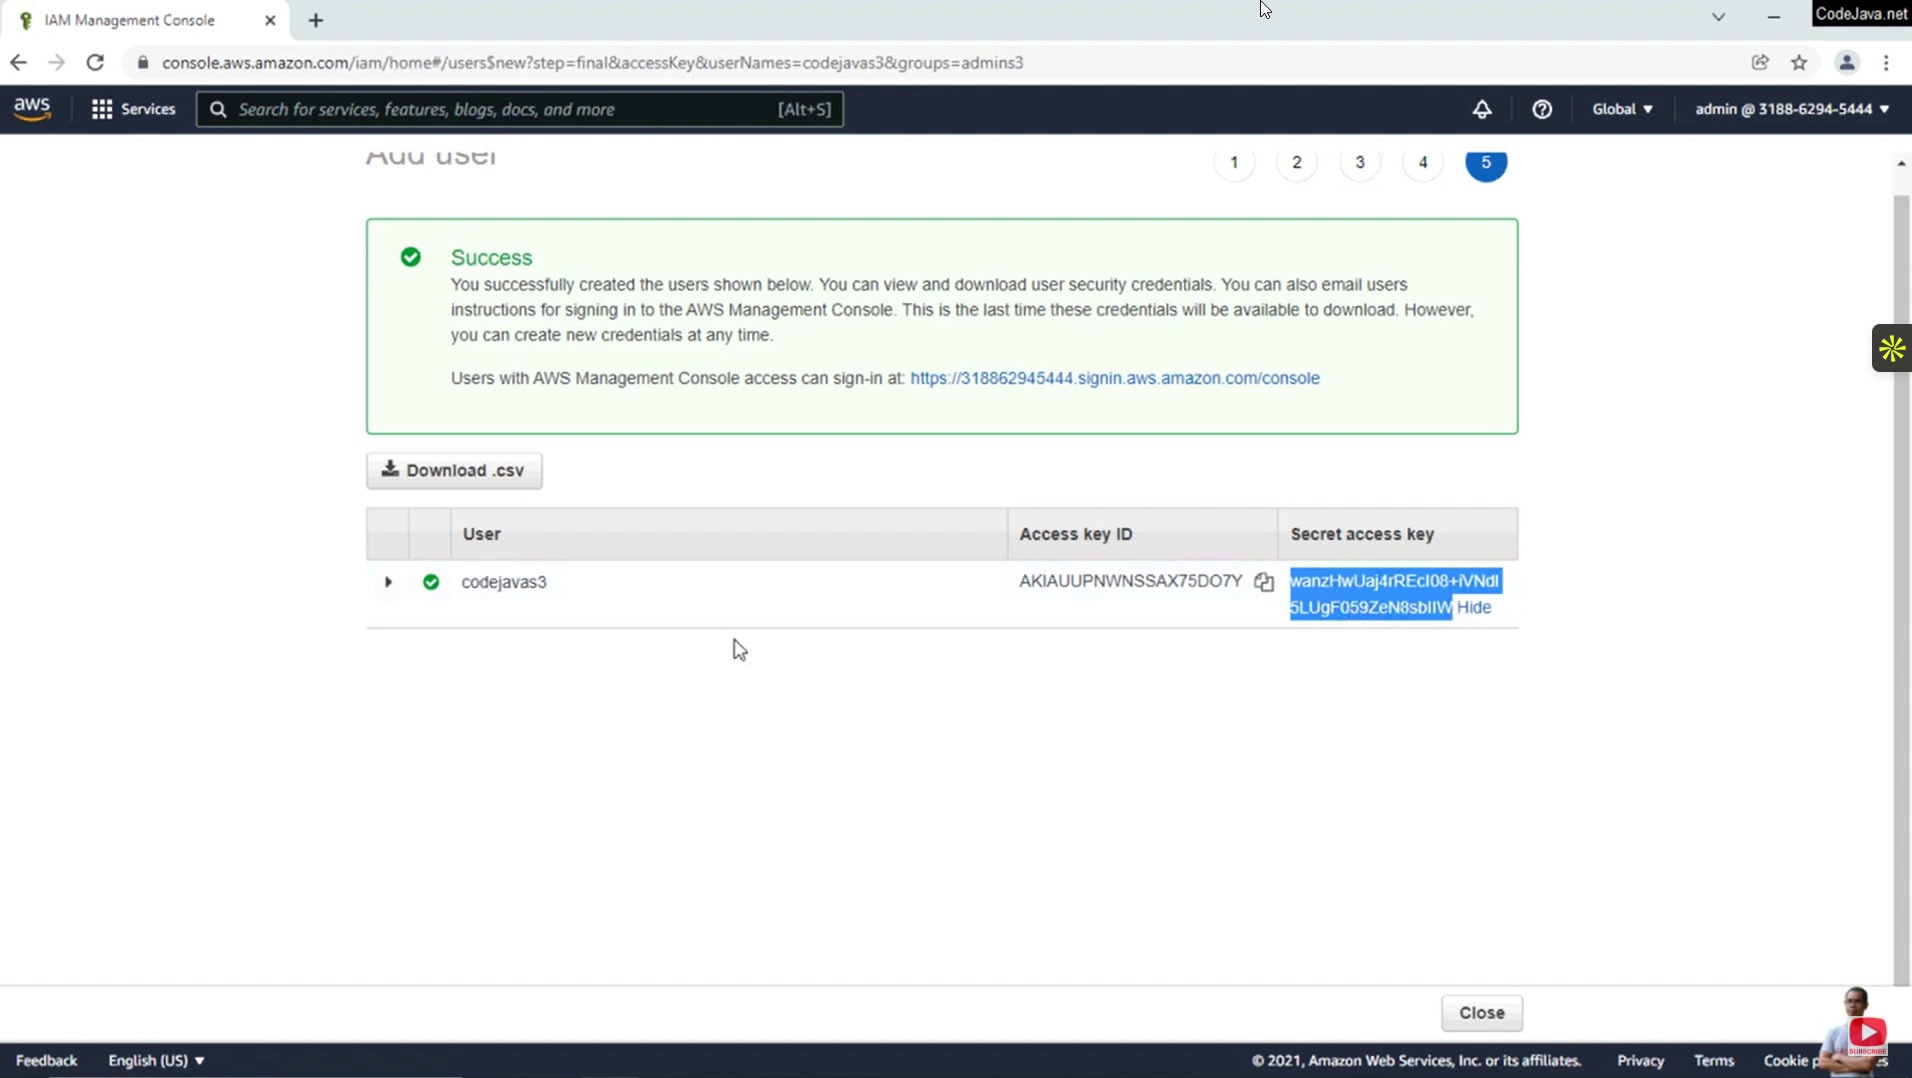 IAM Management Console
CodeJava.net
console.aws.amazon.com/iam/home#/users$new?step=final&accessKey&userNames=codejavas3&groups=admins3
aws Services Search for services, features, blogs, docs, and more [Alt+S] Global admin @ 3188-6294-5444
Add user 1 2 3 4 5
Success
You successfully created the users shown below. You can view and download user security credentials. You can also email users
instructions for signing in to the AWS Management Console. This is the last time these credentials will be available to download. However,
you can create new credentials at any time.
Users with AWS Management Console access can sign-in at: https://318862945444.signin.aws.amazon.com/console
Download .csv
User Access key ID Secret access key
codejavas3 AKIAUUPNWNSSAX75DO7Y
Hide
Close
SUBSCRIBE
Feedback English (US) © 2021, Amazon Web Services, Inc. or its affiliates. Privacy Terms Cookie